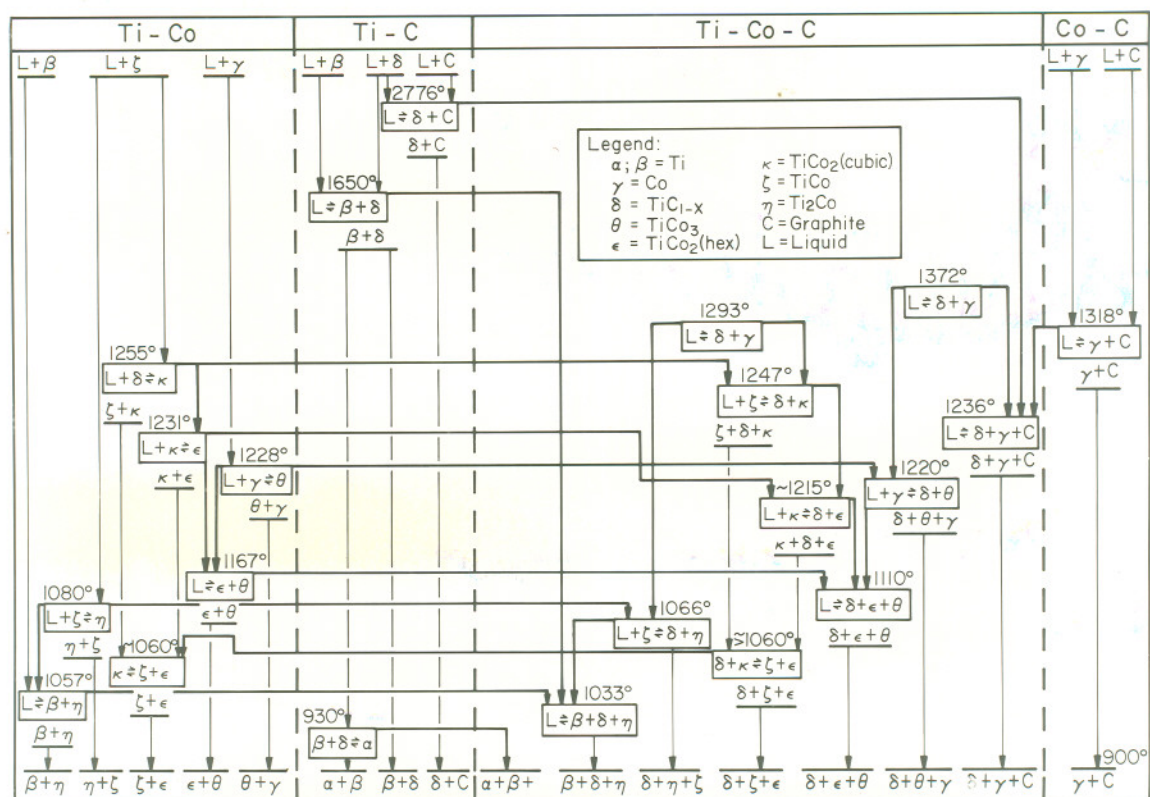 Ti - Co
Ti - C
Ti - Co - C
Co - C
L+β
L+ζ
L+γ
L+β
L+δ
L+C
L+γ
L+C
2776°
L⇌δ+C
δ+C
Legend:
α; β = Ti
γ = Co
δ = TiC1-X
θ = TiCo3
ϵ = TiCo2(hex)
κ = TiCo2(cubic)
ζ = TiCo
η = Ti2Co
C = Graphite
L = Liquid
1650°
L⇌β+δ
β+δ
1372°
L⇌δ+γ
1293°
L⇌δ+γ
1318°
L⇌γ+C
γ+C
1255°
L+δ⇌κ
ζ+κ
1247°
L+ζ⇌δ+κ
ζ+δ+κ
1236°
L⇌δ+γ+C
δ+γ+C
1231°
L+κ⇌ϵ
κ+ϵ
1228°
L+γ⇌θ
θ+γ
1220°
L+γ⇌δ+θ
δ+θ+γ
~1215°
L+κ⇌δ+ϵ
κ+δ+ϵ
1167°
L⇌ϵ+θ
ϵ+θ
1110°
L⇌δ+ϵ+θ
δ+ϵ+θ
1080°
L+ζ⇌η
η+ζ
1066°
L+ζ⇌δ+η
~1060°
κ⇌ζ+ϵ
ζ+ϵ
≈1060°
δ+κ⇌ζ+ϵ
δ+ζ+ϵ
1057°
L⇌β+η
β+η
1033°
L⇌β+δ+η
930°
β+δ⇌α
900°
β+η
η+ζ
ζ+ϵ
ϵ+θ
θ+γ
α+β
β+δ
δ+C
α+β+
β+δ+η
δ+η+ζ
δ+ζ+ϵ
δ+ϵ+θ
δ+θ+γ
δ+γ+C
γ+C